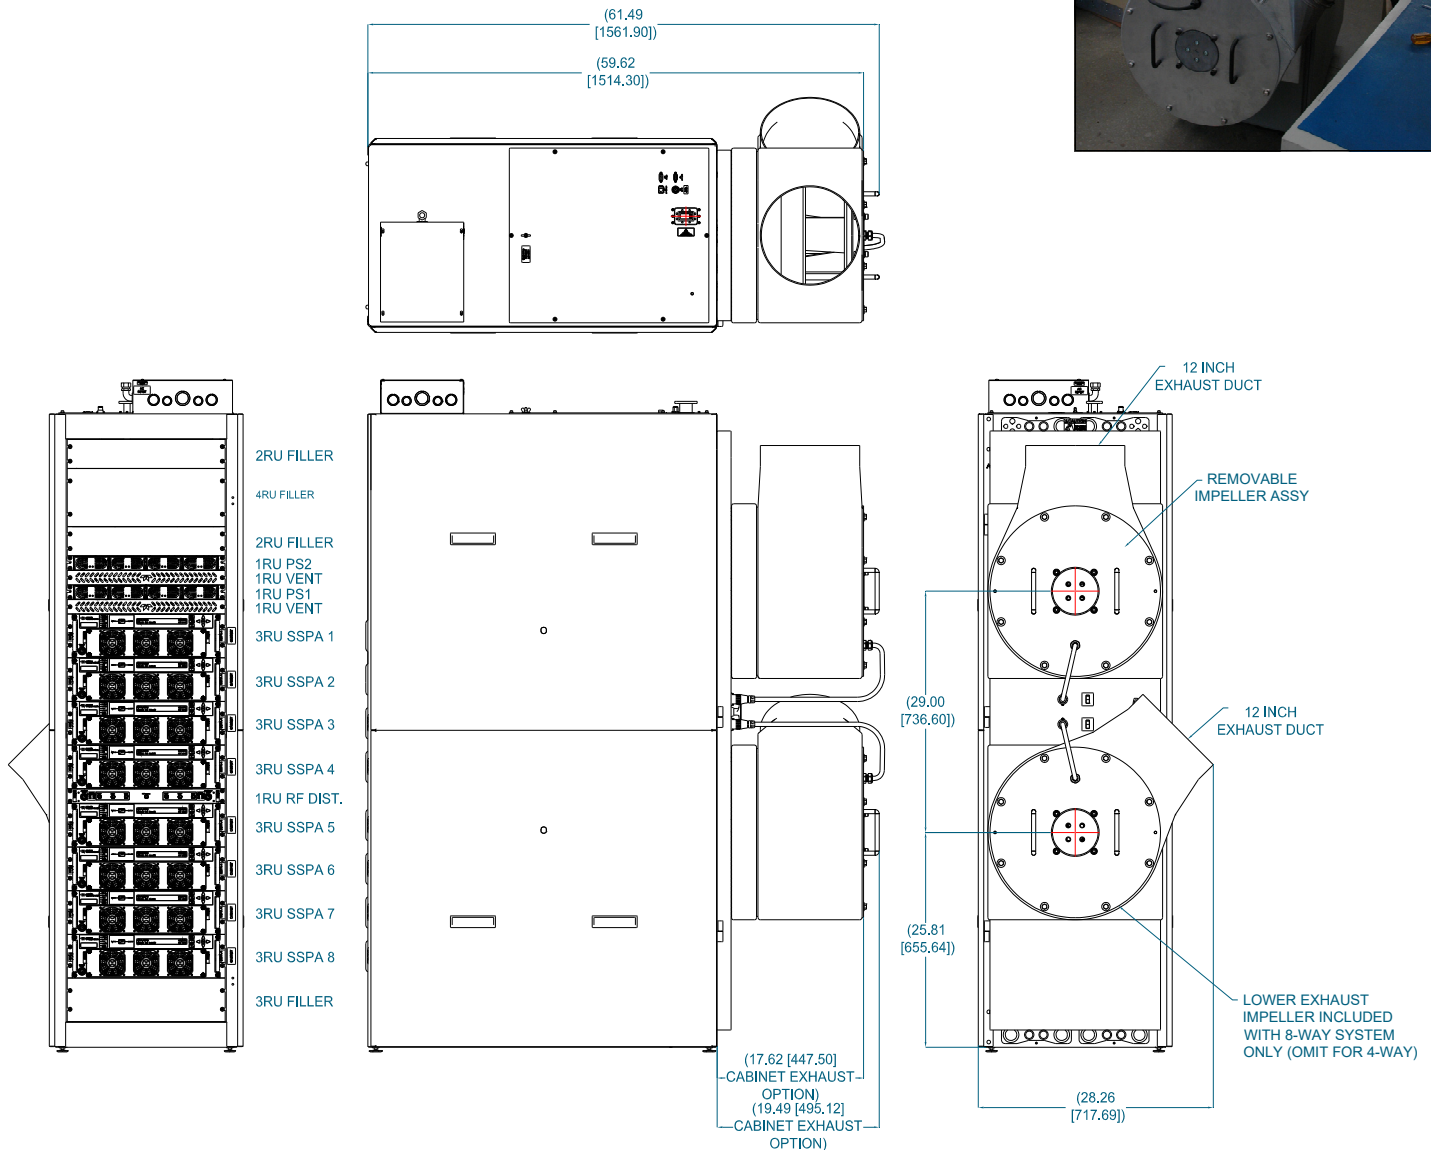 (61.49
[1561.90])
(59.62
[1514.30])
2RU FILLER
4RU FILLER
2RU FILLER
1RU PS2
1RU VENT
1RU PS1
1RU VENT
3RU SSPA 1
3RU SSPA 2
3RU SSPA 3
3RU SSPA 4
1RU RF DIST.
3RU SSPA 5
3RU SSPA 6
3RU SSPA 7
3RU SSPA 8
3RU FILLER
(17.62 [447.50]
CABINET EXHAUST
OPTION)
(19.49 [495.12]
CABINET EXHAUST
OPTION)
12 INCH
EXHAUST DUCT
REMOVABLE
IMPELLER ASSY
(29.00
[736.60])
12 INCH
EXHAUST DUCT
(25.81
[655.64])
LOWER EXHAUST
IMPELLER INCLUDED
WITH 8-WAY SYSTEM
ONLY (OMIT FOR 4-WAY)
(28.26
[717.69])